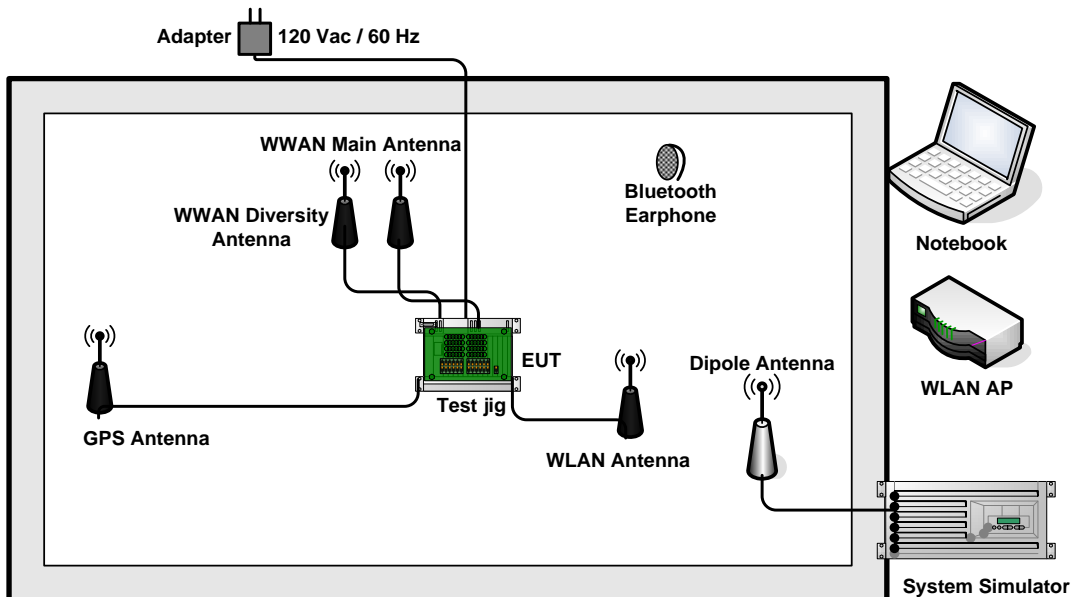 Adapter
120 Vac / 60 Hz
WWAN Main Antenna
WWAN Diversity
Antenna
Bluetooth
Earphone
Notebook
EUT
Test jig
GPS Antenna
WLAN Antenna
Dipole Antenna
WLAN AP
System Simulator